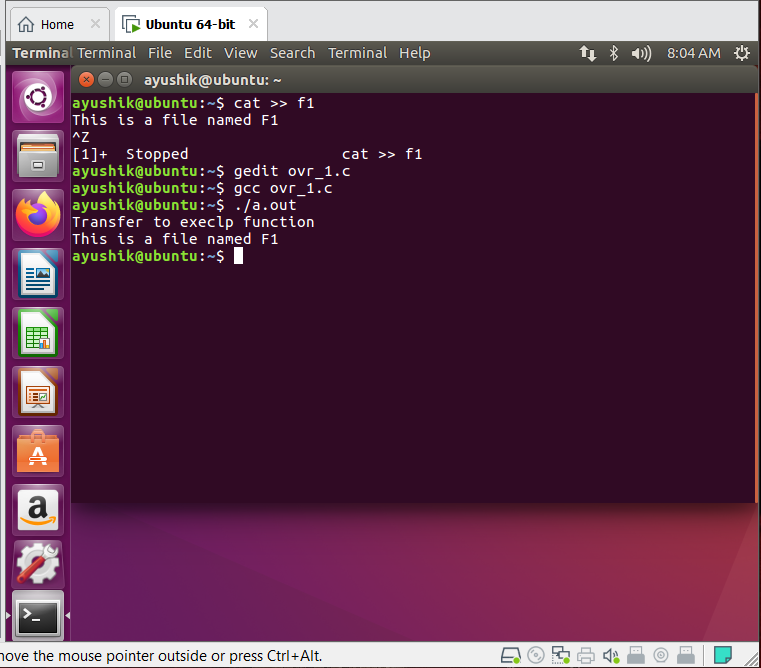 Home
Ubuntu 64-bit
Terminal Terminal File Edit View Search Terminal Help 8:04 AM
ayushik@ubuntu: ~
ayushik@ubuntu:~$ cat >> f1
This is a file named F1
^Z
[1]+  Stopped                 cat >> f1
ayushik@ubuntu:~$ gedit ovr_1.c
ayushik@ubuntu:~$ gcc ovr_1.c
ayushik@ubuntu:~$ ./a.out
Transfer to execlp function
This is a file named F1
ayushik@ubuntu:~$
nove the mouse pointer outside or press Ctrl+Alt.